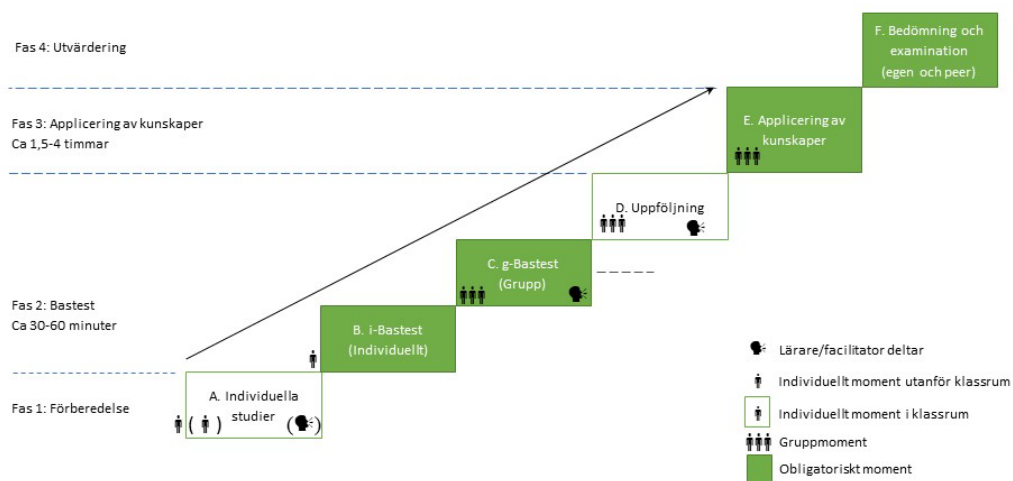 Fas 4: Utvärdering
F. Bedömning och
examination
(egen och peer)
Fas 3: Applicering av kunskaper
Ca 1,5-4 timmar
E. Applicering av
kunskaper
D. Uppföljning
C. g-Bastest
(Grupp)
Fas 2: Bastest
Ca 30-60 minuter
B. i-Bastest
(Individuellt)
Fas 1: Förberedelse
A. Individuella
studier
Lärare/facilitator deltar
Individuellt moment utanför klassrum
Individuellt moment i klassrum
Gruppmoment
Obligatoriskt moment